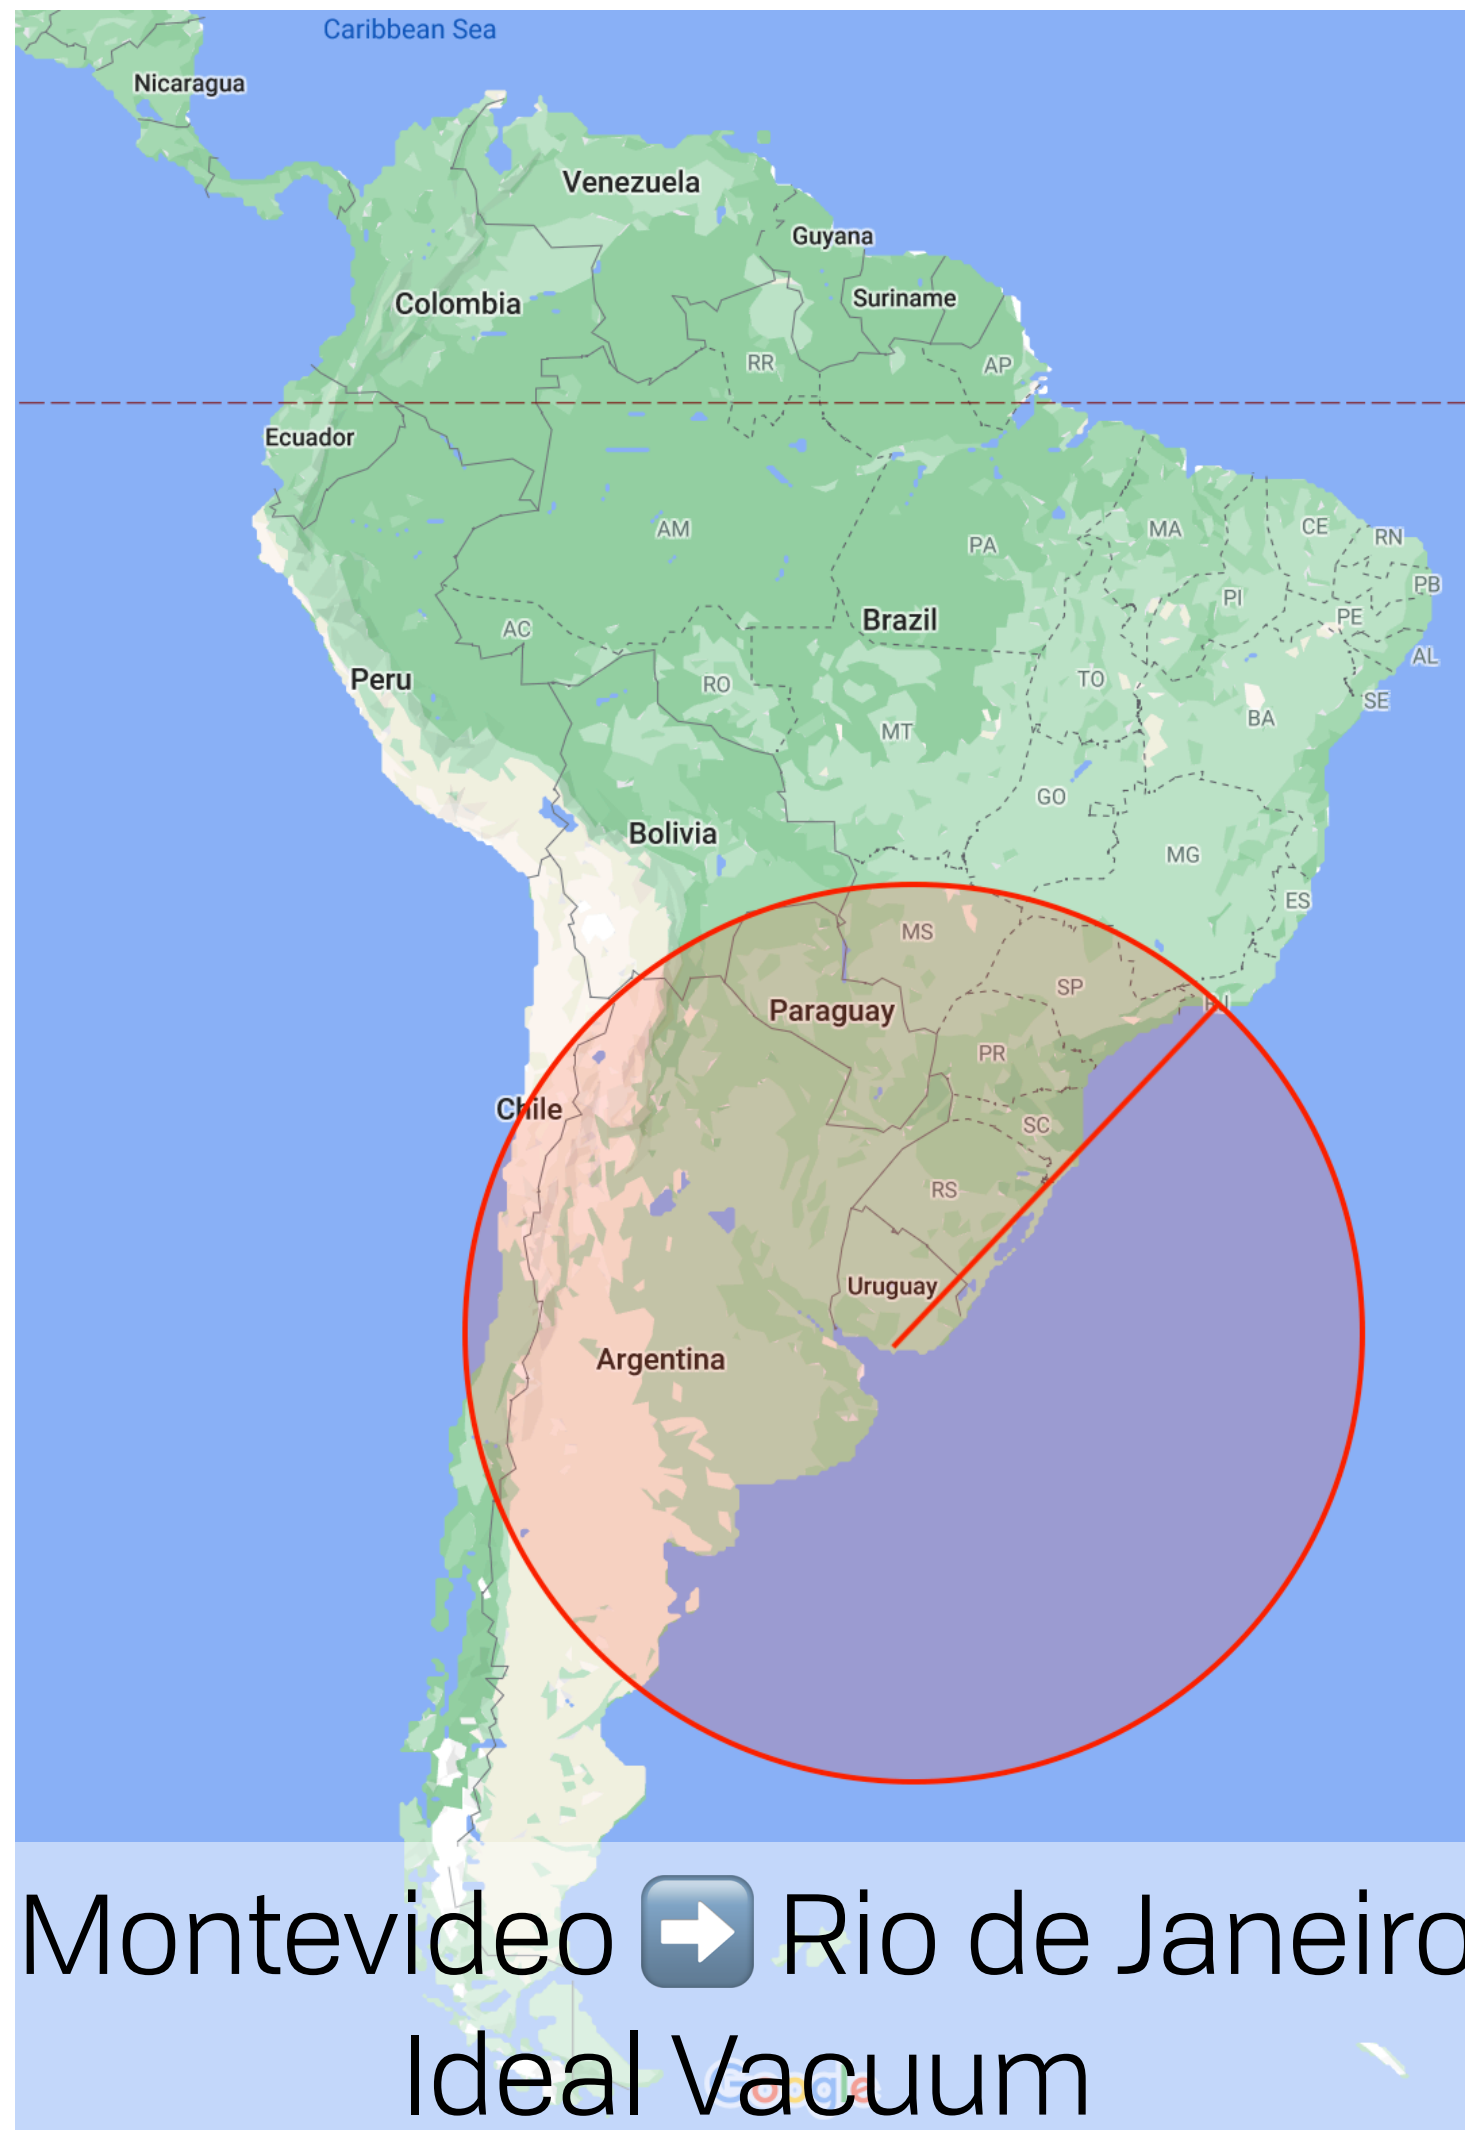 Caribbean Sea
Nicaragua
Venezuela
Guyana
Colombia
Suriname
RR
AP
Ecuador
AM
MA
CE
RN
PA
PB
PI
Brazil
PE
AC
AL
Peru
TO
RO
SE
BA
MT
GO
Bolivia
MG
ES
MS
SP
RJ
Paraguay
PR
Chile
SC
RS
Uruguay
Argentina
Montevideo ➡️ Rio de Janeiro
Ideal Vacuum
Google